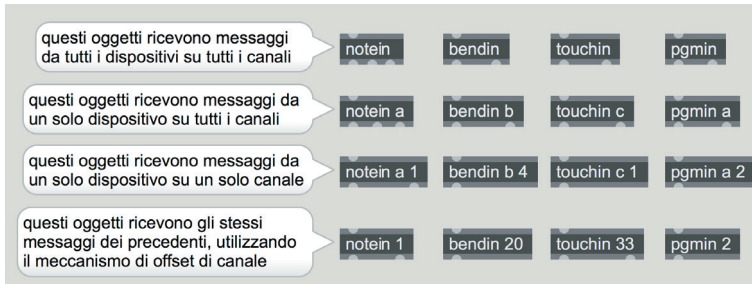 questi oggetti ricevono messaggi
da tutti i dispositivi su tutti i canali
notein bendin touchin pgmin
questi oggetti ricevono messaggi da
un solo dispositivo su tutti i canali
notein a bendin b touchin c pgmin a
questi oggetti ricevono messaggi da
un solo dispositivo su un solo canale
notein a 1 bendin b 4 touchin c 1 pgmin a 2
questi oggetti ricevono gli stessi
messaggi dei precedenti, utilizzando
il meccanismo di offset di canale
notein 1 bendin 20 touchin 33 pgmin 2